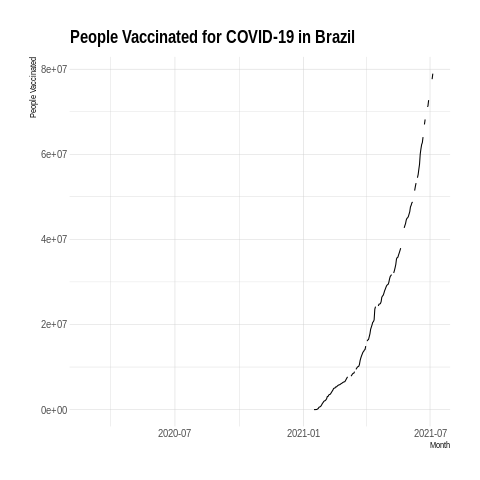 People Vaccinated for COVID-19 in Brazil
People Vaccinated
8e+07
6e+07
4e+07
2e+07
0e+00
2020-07
2021-01
2021-07
Month